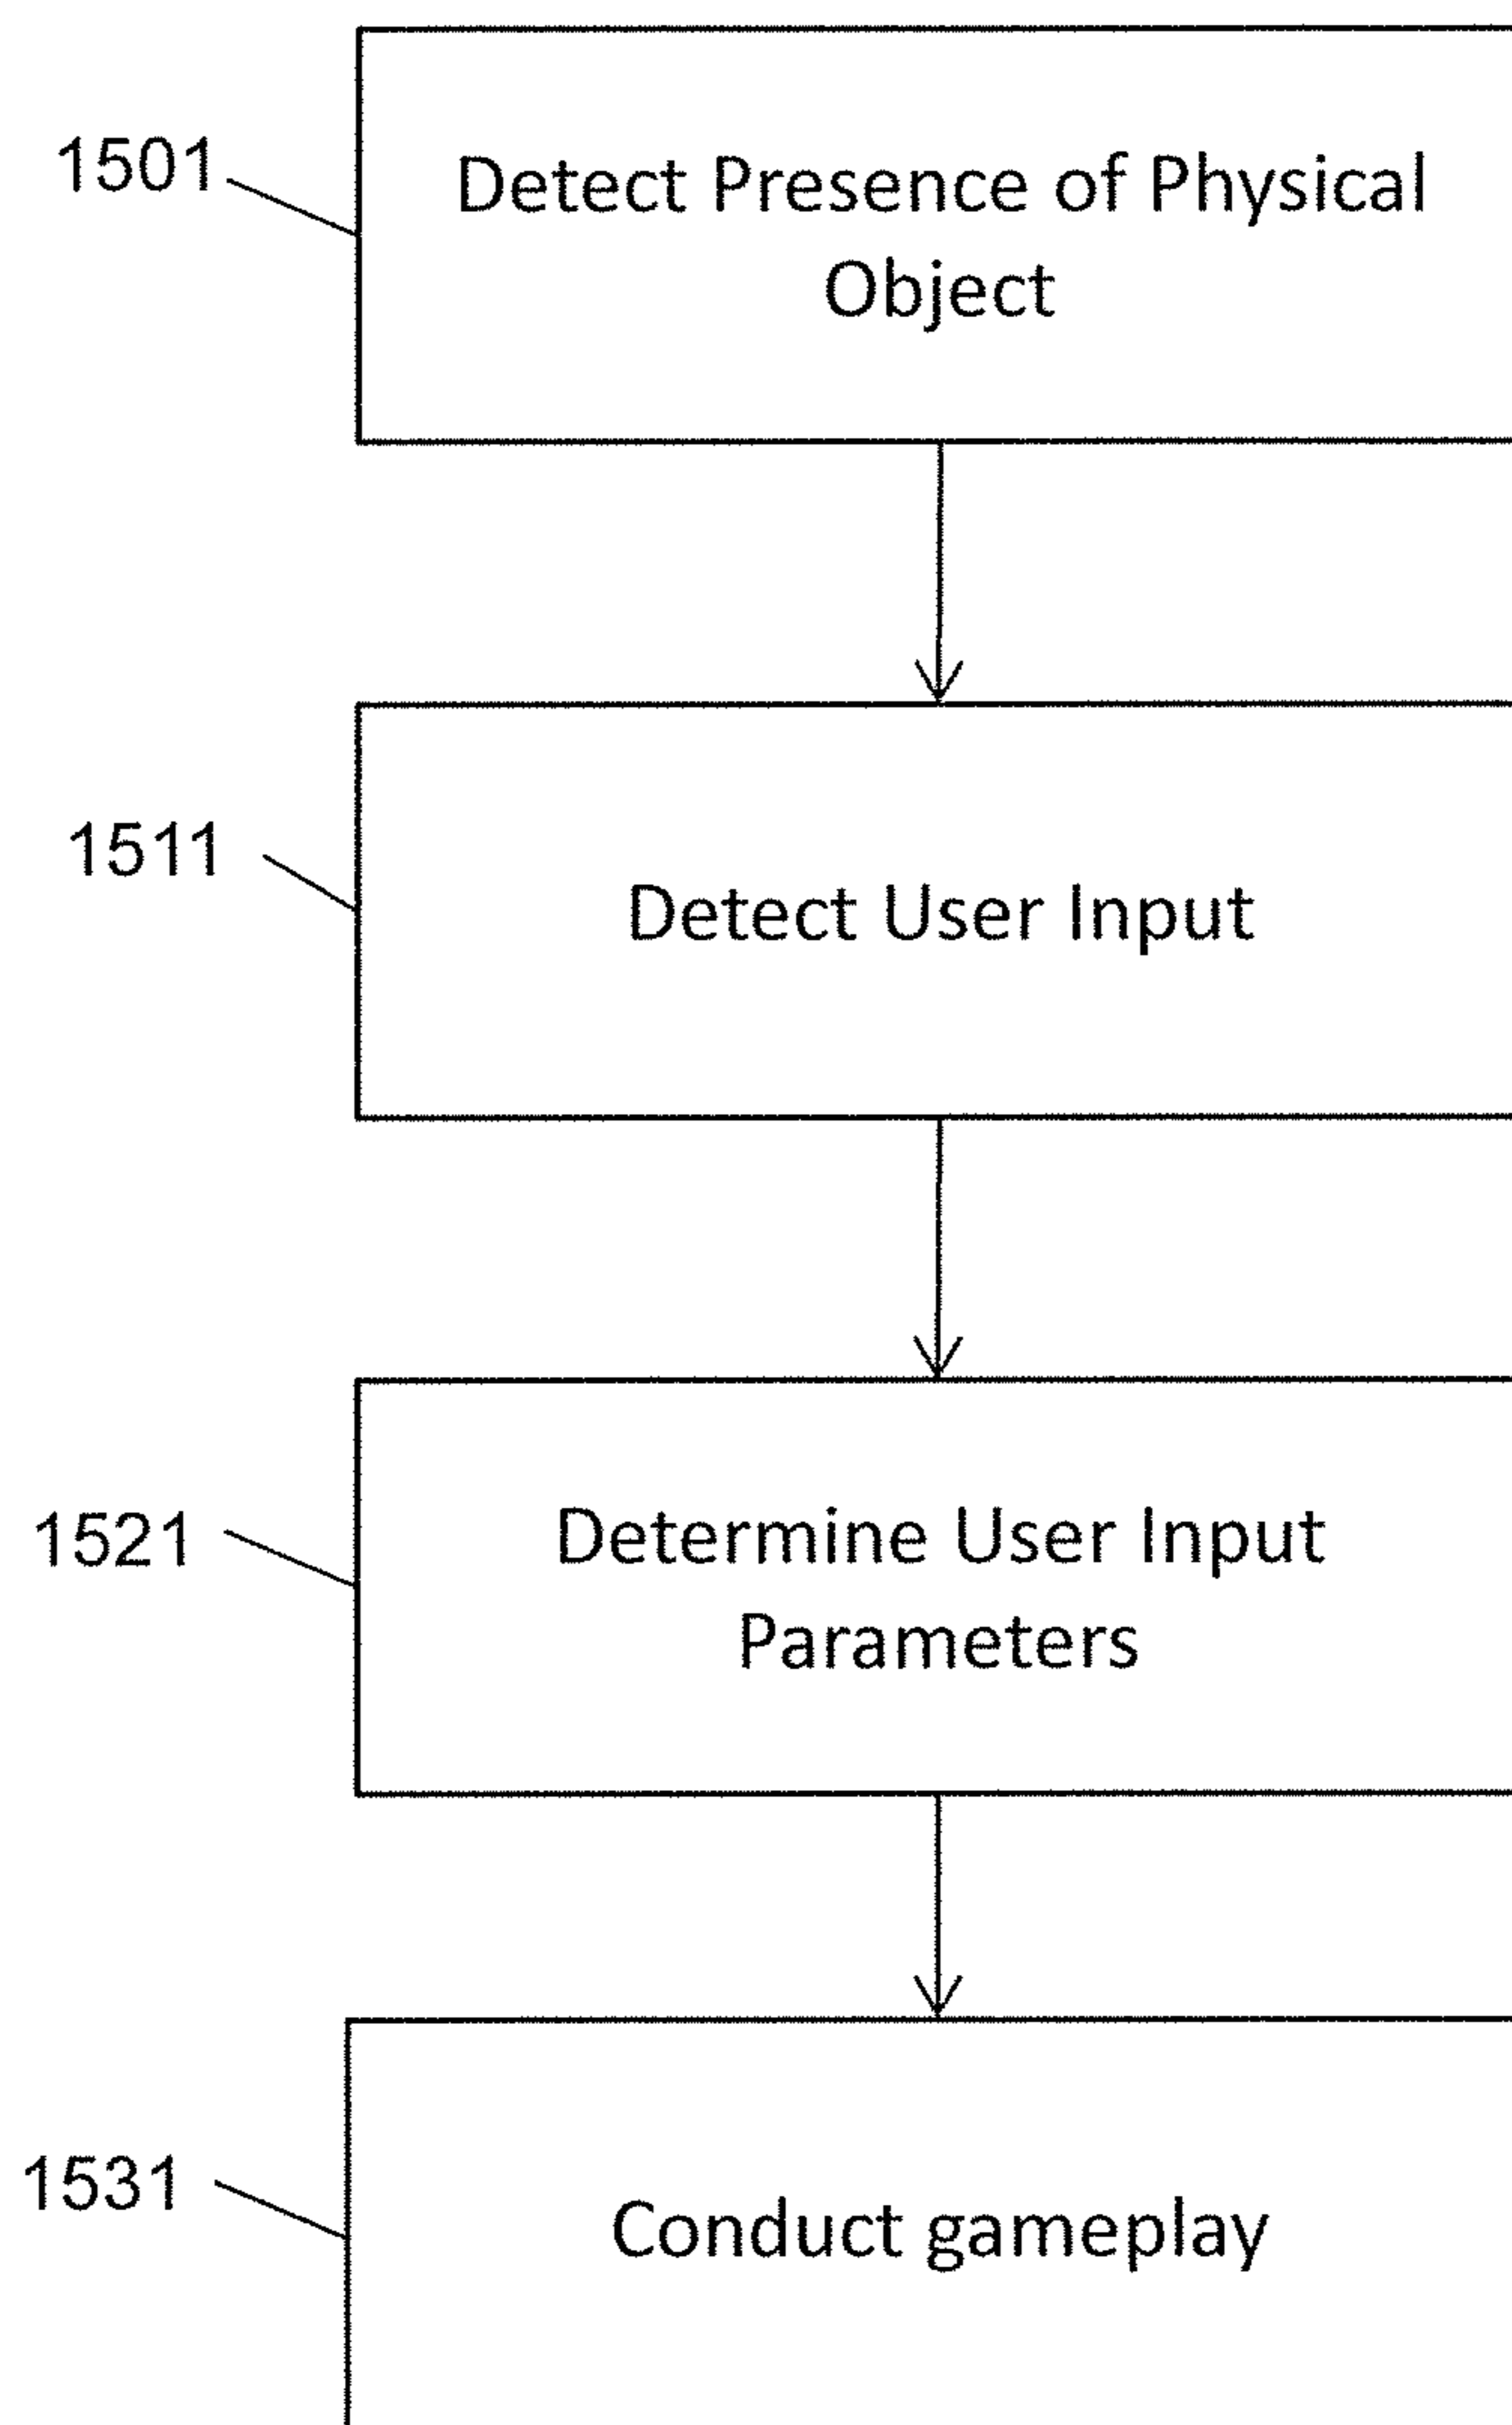 1501
Detect Presence of Physical
Object
1511
Detect User Input
1521
Determine User Input
Parameters
1531
Conduct gameplay